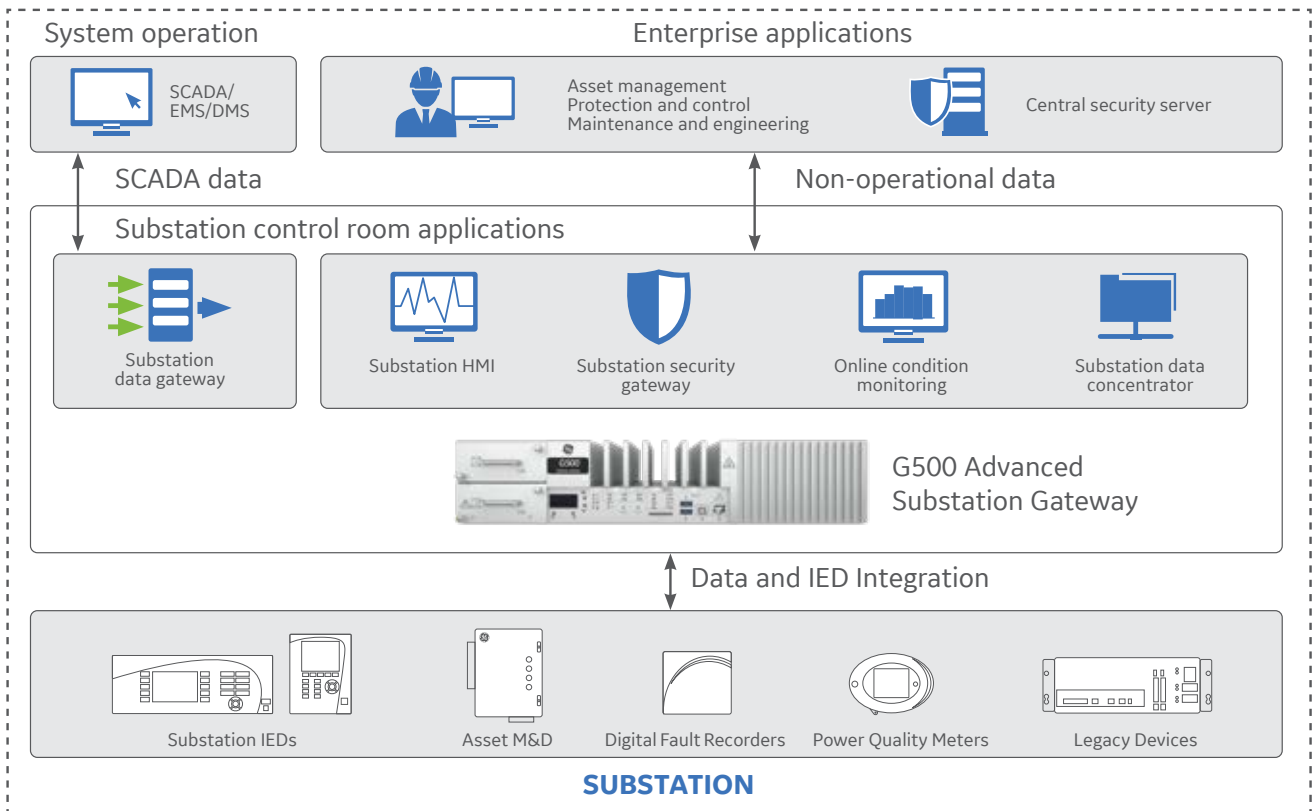 System operation
Enterprise applications
SCADA/
EMS/DMS
Asset management
Protection and control
Maintenance and engineering
Central security server
SCADA data
Non-operational data
Substation control room applications
Substation
data gateway
Substation HMI
Substation security
gateway
Online condition
monitoring
Substation data
concentrator
G500
G500 Advanced
Substation Gateway
Data and IED Integration
Substation IEDs
Asset M&D
Digital Fault Recorders
Power Quality Meters
Legacy Devices
SUBSTATION